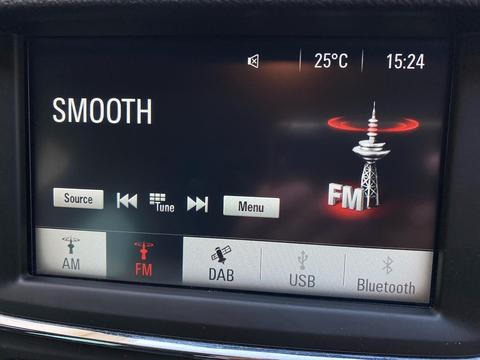 25°C 15:24
SMOOTH
FM
Source Tune Menu
AM FM DAB USB Bluetooth